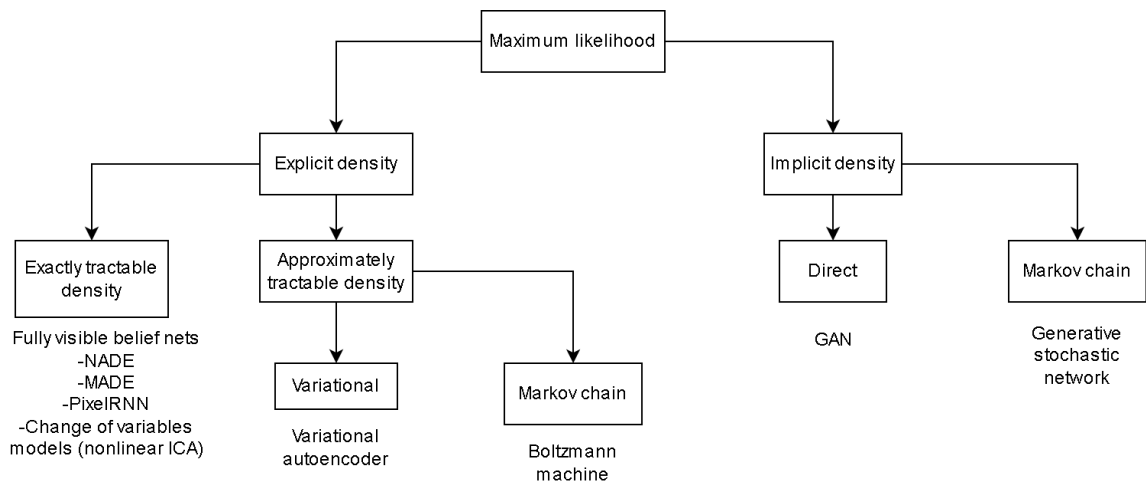 Maximum likelihood
Explicit density
Implicit density
Exactly tractable
density
Approximately
tractable density
Direct
Markov chain
Fully visible belief nets
-NADE
-MADE
-PixelRNN
-Change of variables
models (nonlinear ICA)
Variational
Markov chain
GAN
Generative
stochastic
network
Variational
autoencoder
Boltzmann
machine